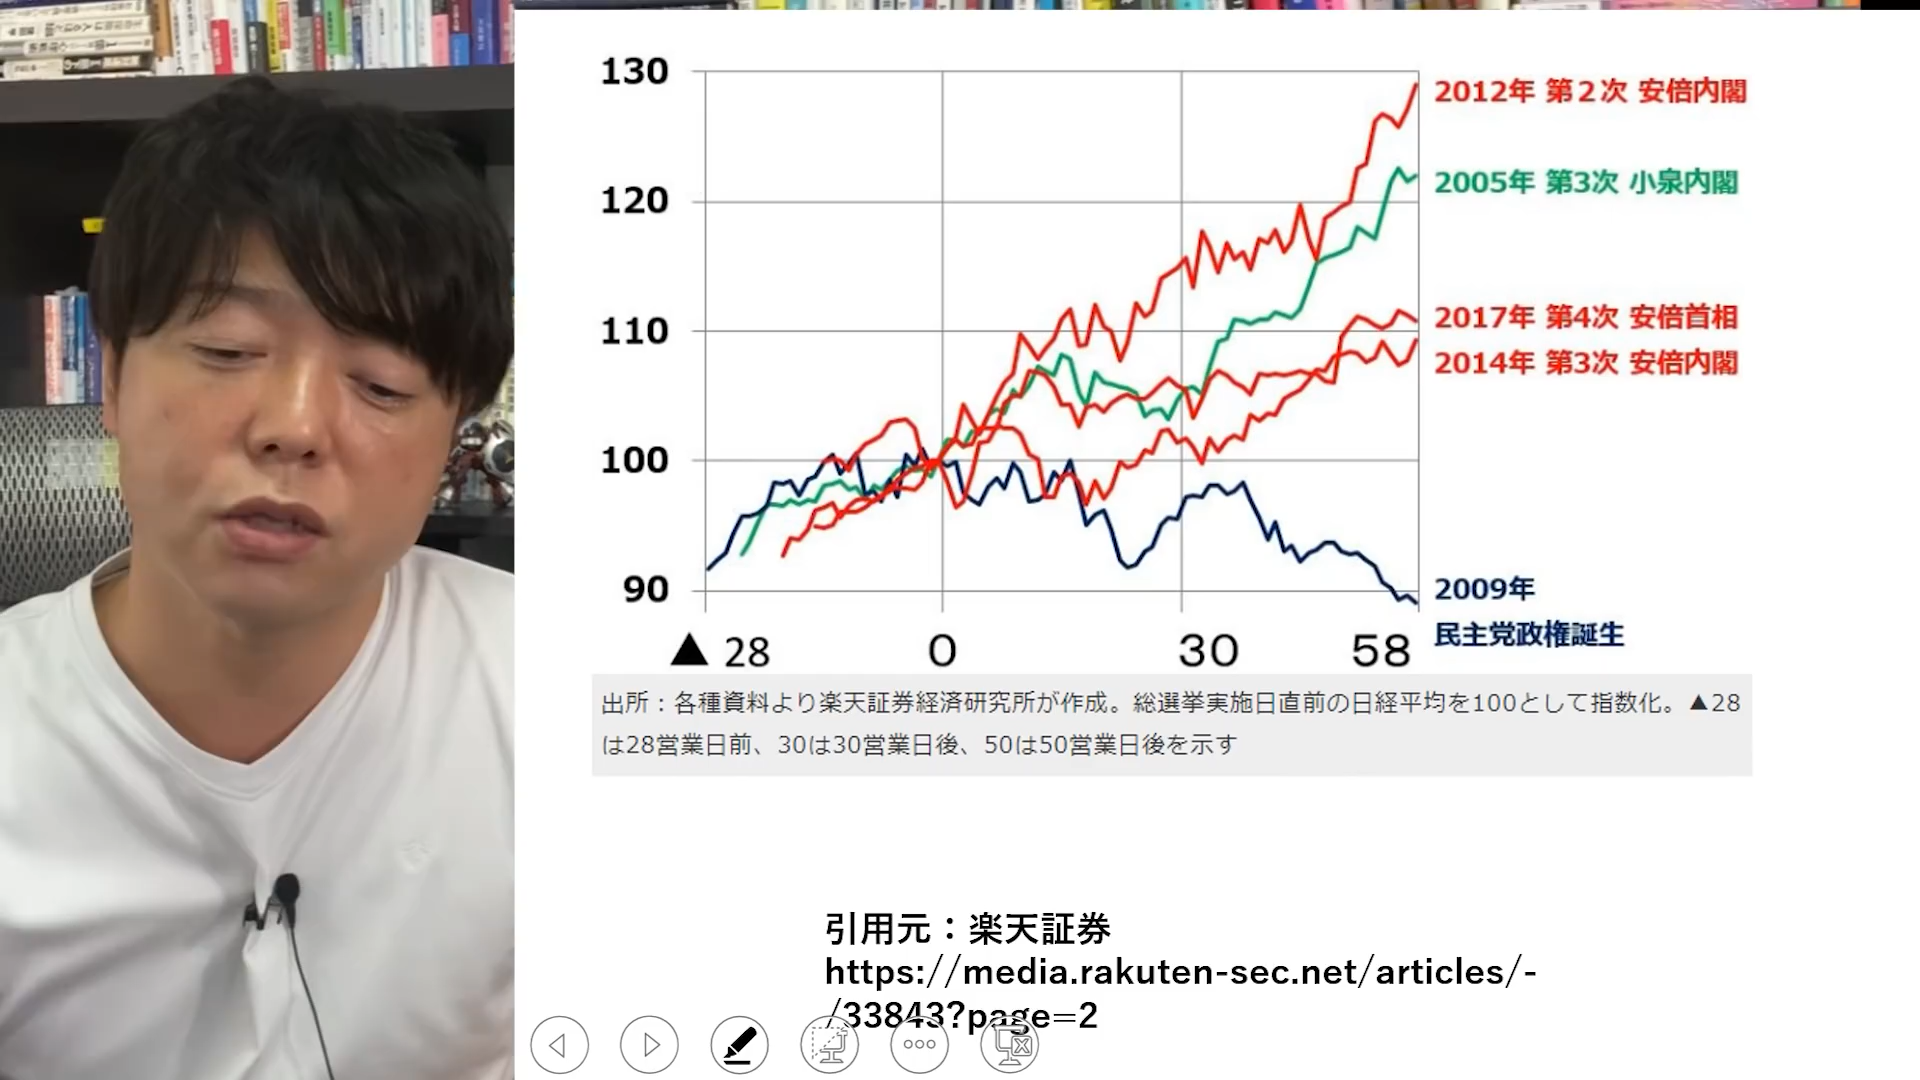 130
120
110
100
90
2012年 第２次 安倍内閣
2005年 第3次 小泉内閣
2017年 第4次 安倍首相
2014年 第3次 安倍内閣
2009年
民主党政権誕生
▲ 28
0
30
58
出所：各種資料より楽天証券経済研究所が作成。総選挙実施日直前の日経平均を100として指数化。▲28
は28営業日前、30は30営業日後、50は50営業日後を示す
引用元：楽天証券
https://media.rakuten-sec.net/articles/-
/33843?page=2